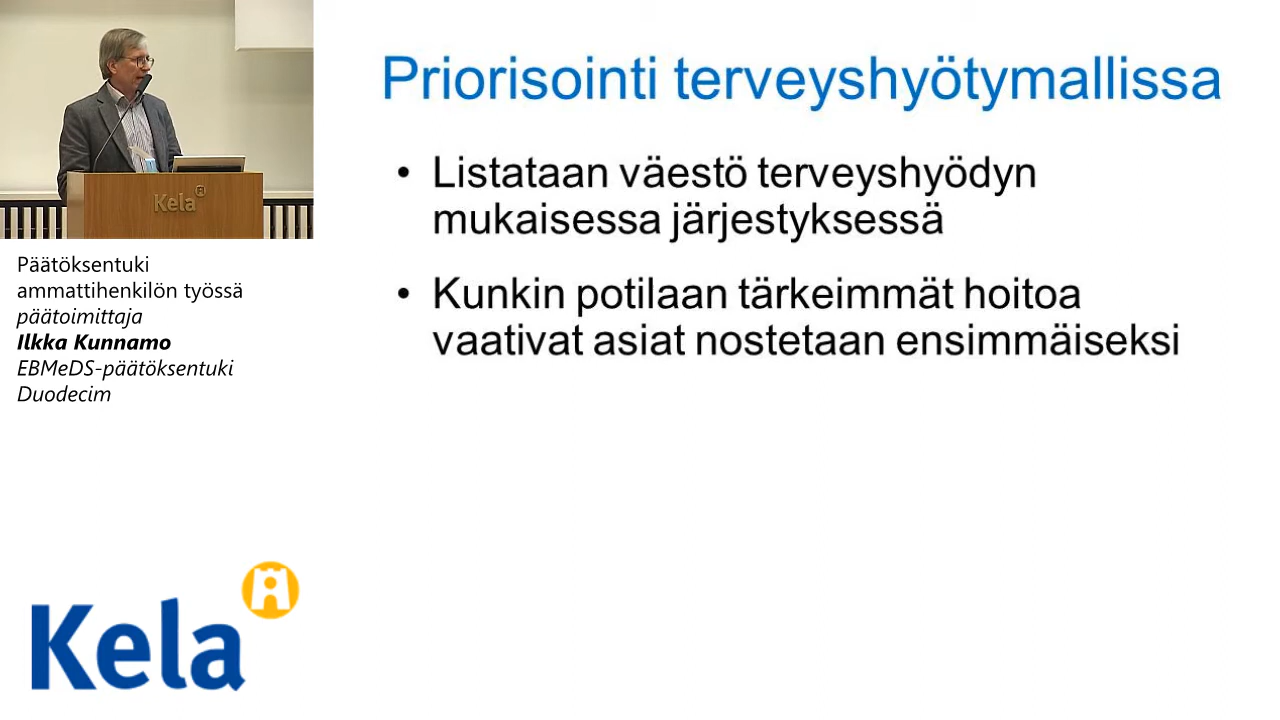 Priorisointi terveyshyötymallissa
• Listataan väestö terveyshyödyn
mukaisessa järjestyksessä
• Kunkin potilaan tärkeimmät hoitoa
vaativat asiat nostetaan ensimmäiseksi
Kela
Päätöksentuki
ammattihenkilön työssä
päätoimittaja
Ilkka Kunnamo
EBMeDS-päätöksentuki
Duodecim
Kela